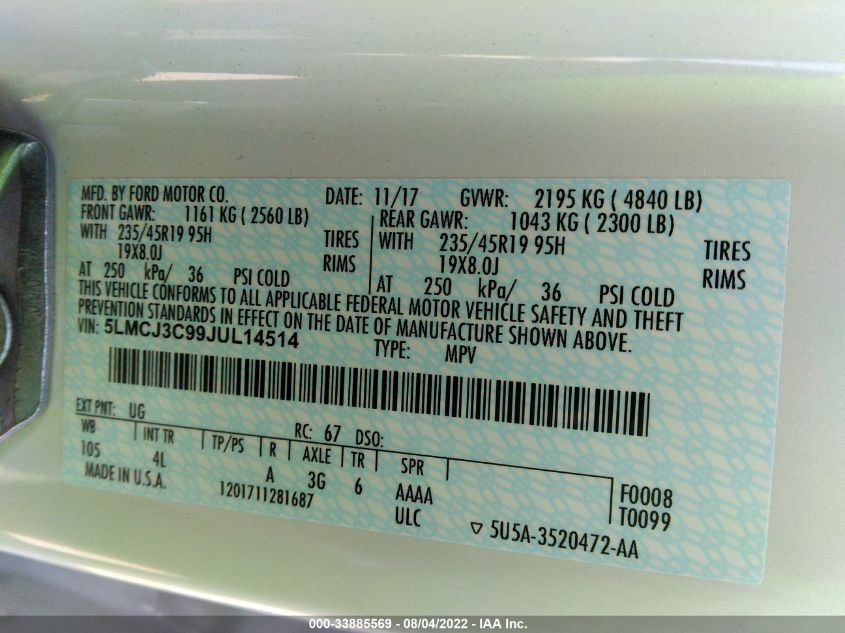 MFD. BY FORD MOTOR CO. DATE: 11/17 GVWR: 2195 KG ( 4840 LB)
FRONT GAWR: 1161 KG ( 2560 LB) REAR GAWR: 1043 KG ( 2300 LB)
WITH 235/45R19 95H TIRES WITH 235/45R19 95H TIRES
19X8.0J RIMS 19X8.0J RIMS
AT 250 kPa/ 36 PSI COLD AT 250 kPa/ 36 PSI COLD
THIS VEHICLE CONFORMS TO ALL APPLICABLE FEDERAL MOTOR VEHICLE SAFETY AND THEFT
PREVENTION STANDARDS IN EFFECT ON THE DATE OF MANUFACTURE SHOWN ABOVE.
VIN: 5LMCJ3C99JUL14514 TYPE: MPV
EXT PNT: UG RC: 67 DSO:
WB INT TR TP/PS R AXLE TR SPR
105 4L A 3G 6 AAAA F0008
MADE IN U.S.A. 1201711281687 ULC T0099
5U5A-3520472-AA
000-33885569 - 08/04/2022 - IAA Inc.